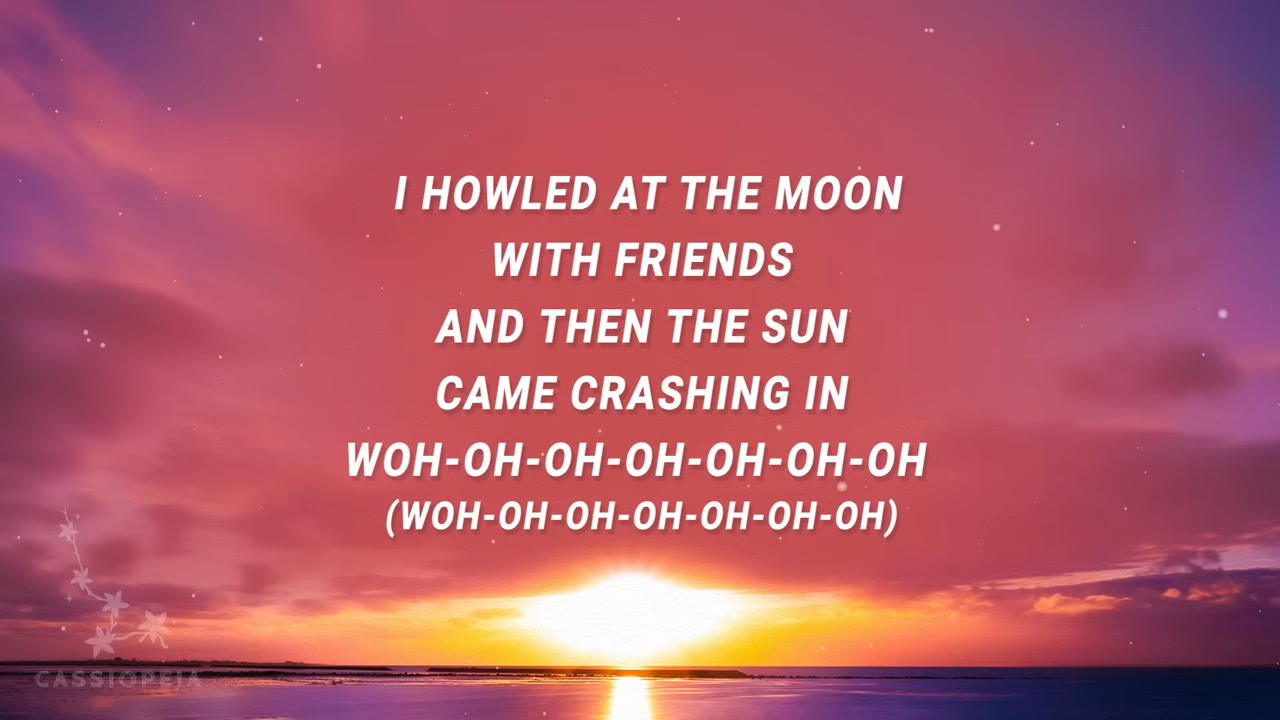 I HOWLED AT THE MOON
WITH FRIENDS
AND THEN THE SUN
CAME CRASHING IN
WOH-OH-OH-OH-OH-OH-OH
(WOH-OH-OH-OH-OH-OH-OH)
CASSIOPEIA